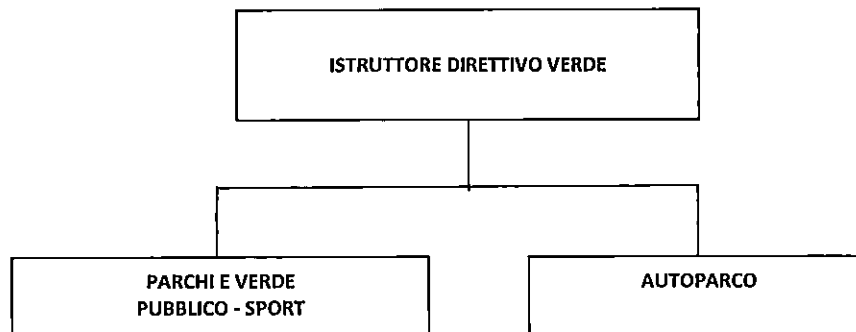 ISTRUTTORE DIRETTIVO VERDE
PARCHI E VERDE
PUBBLICO - SPORT
AUTOPARCO